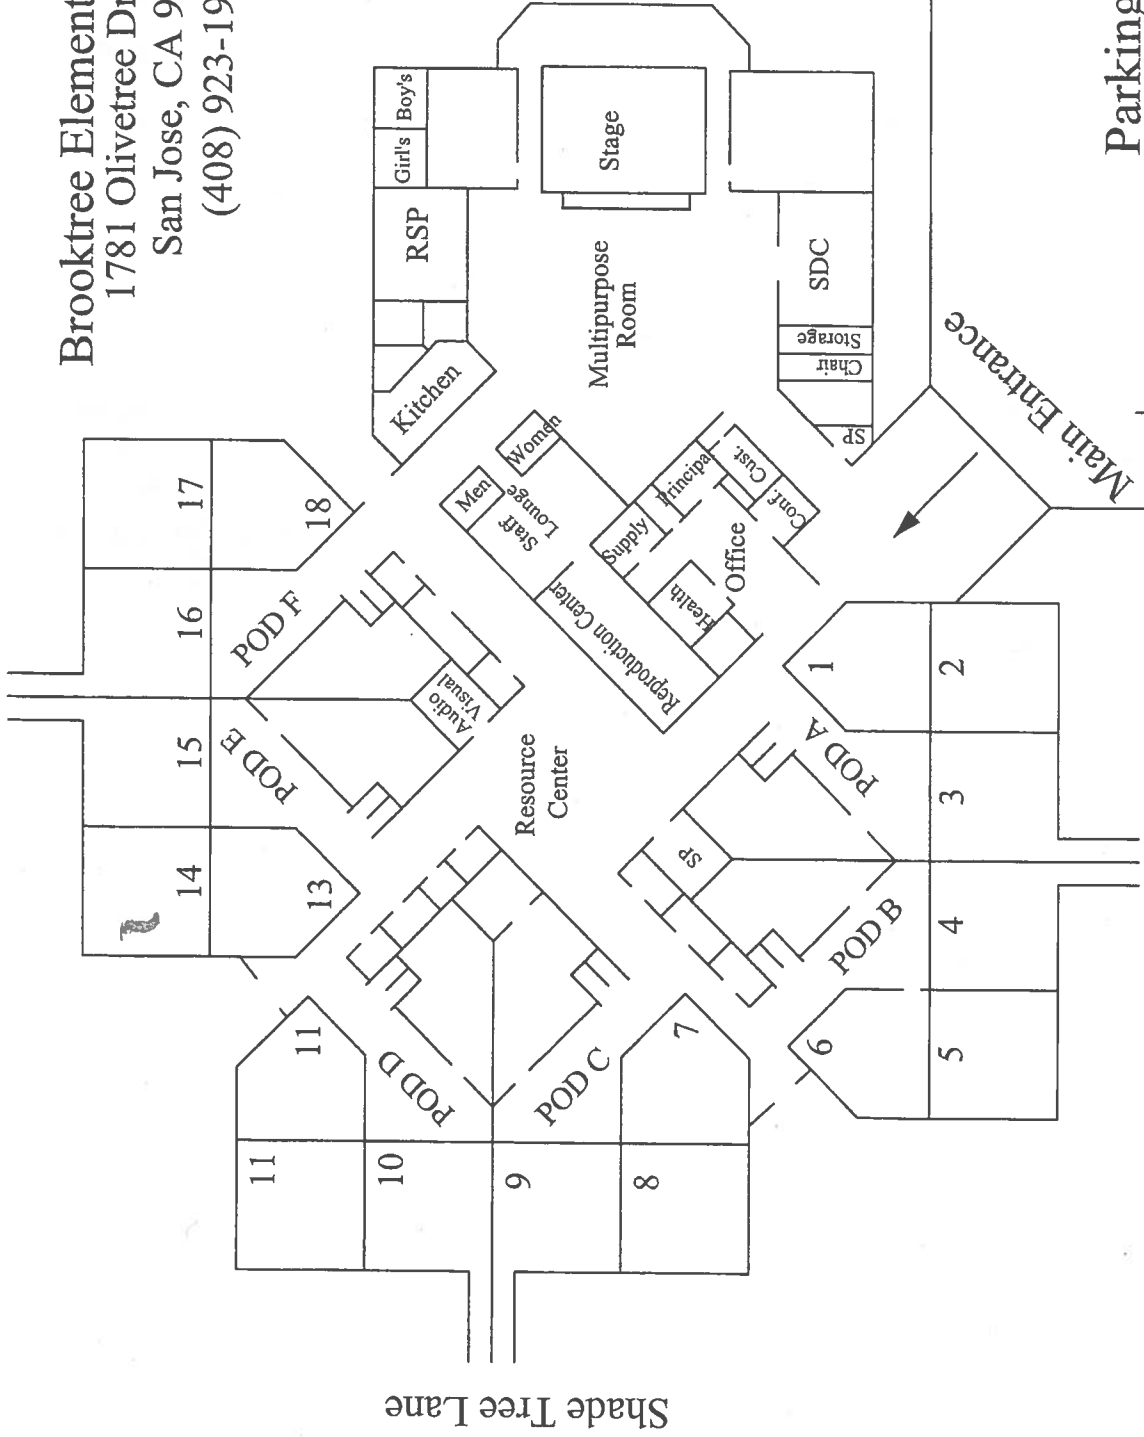 Brooktree Element
1781 Olivetree Dr
San Jose, CA 9
(408) 923-19
Parking
Main Entrance
Shade Tree Lane
Boy's
Girl's
RSP
Kitchen
Stage
Multipurpose
Room
SDC
Storage
Chair
SP
Women
Men
Staff
Lounge
Supply
Principal
Cust.
Conf.
Office
Health
Reproduction Center
Resource
Center
Audio
Visual
SP
POD A
POD B
POD C
POD D
POD E
POD F
1
2
3
4
5
6
7
8
9
10
11
11
13
14
15
16
17
18